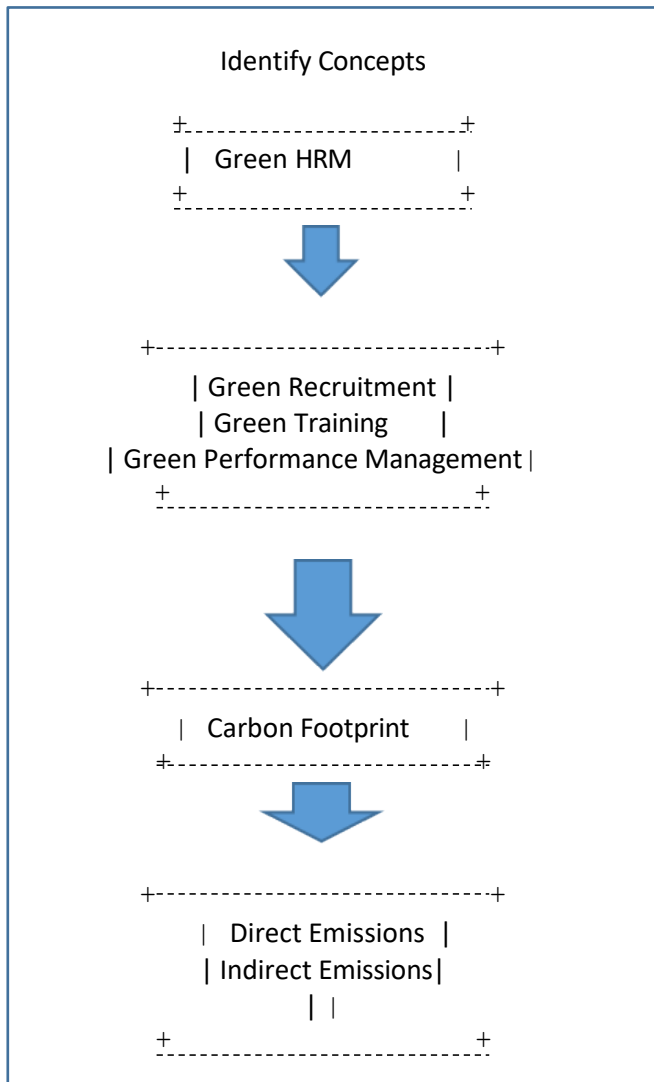 Identify Concepts
+-----------------------------+
| Green HRM |
+-----------------------------+
+---------------------------------+
| Green Recruitment |
| Green Training |
| Green Performance Management |
+---------------------------------+
+---------------------------------+
| Carbon Footprint |
+---------------------------------+
+---------------------------------+
| Direct Emissions |
| Indirect Emissions|
| |
+---------------------------------+